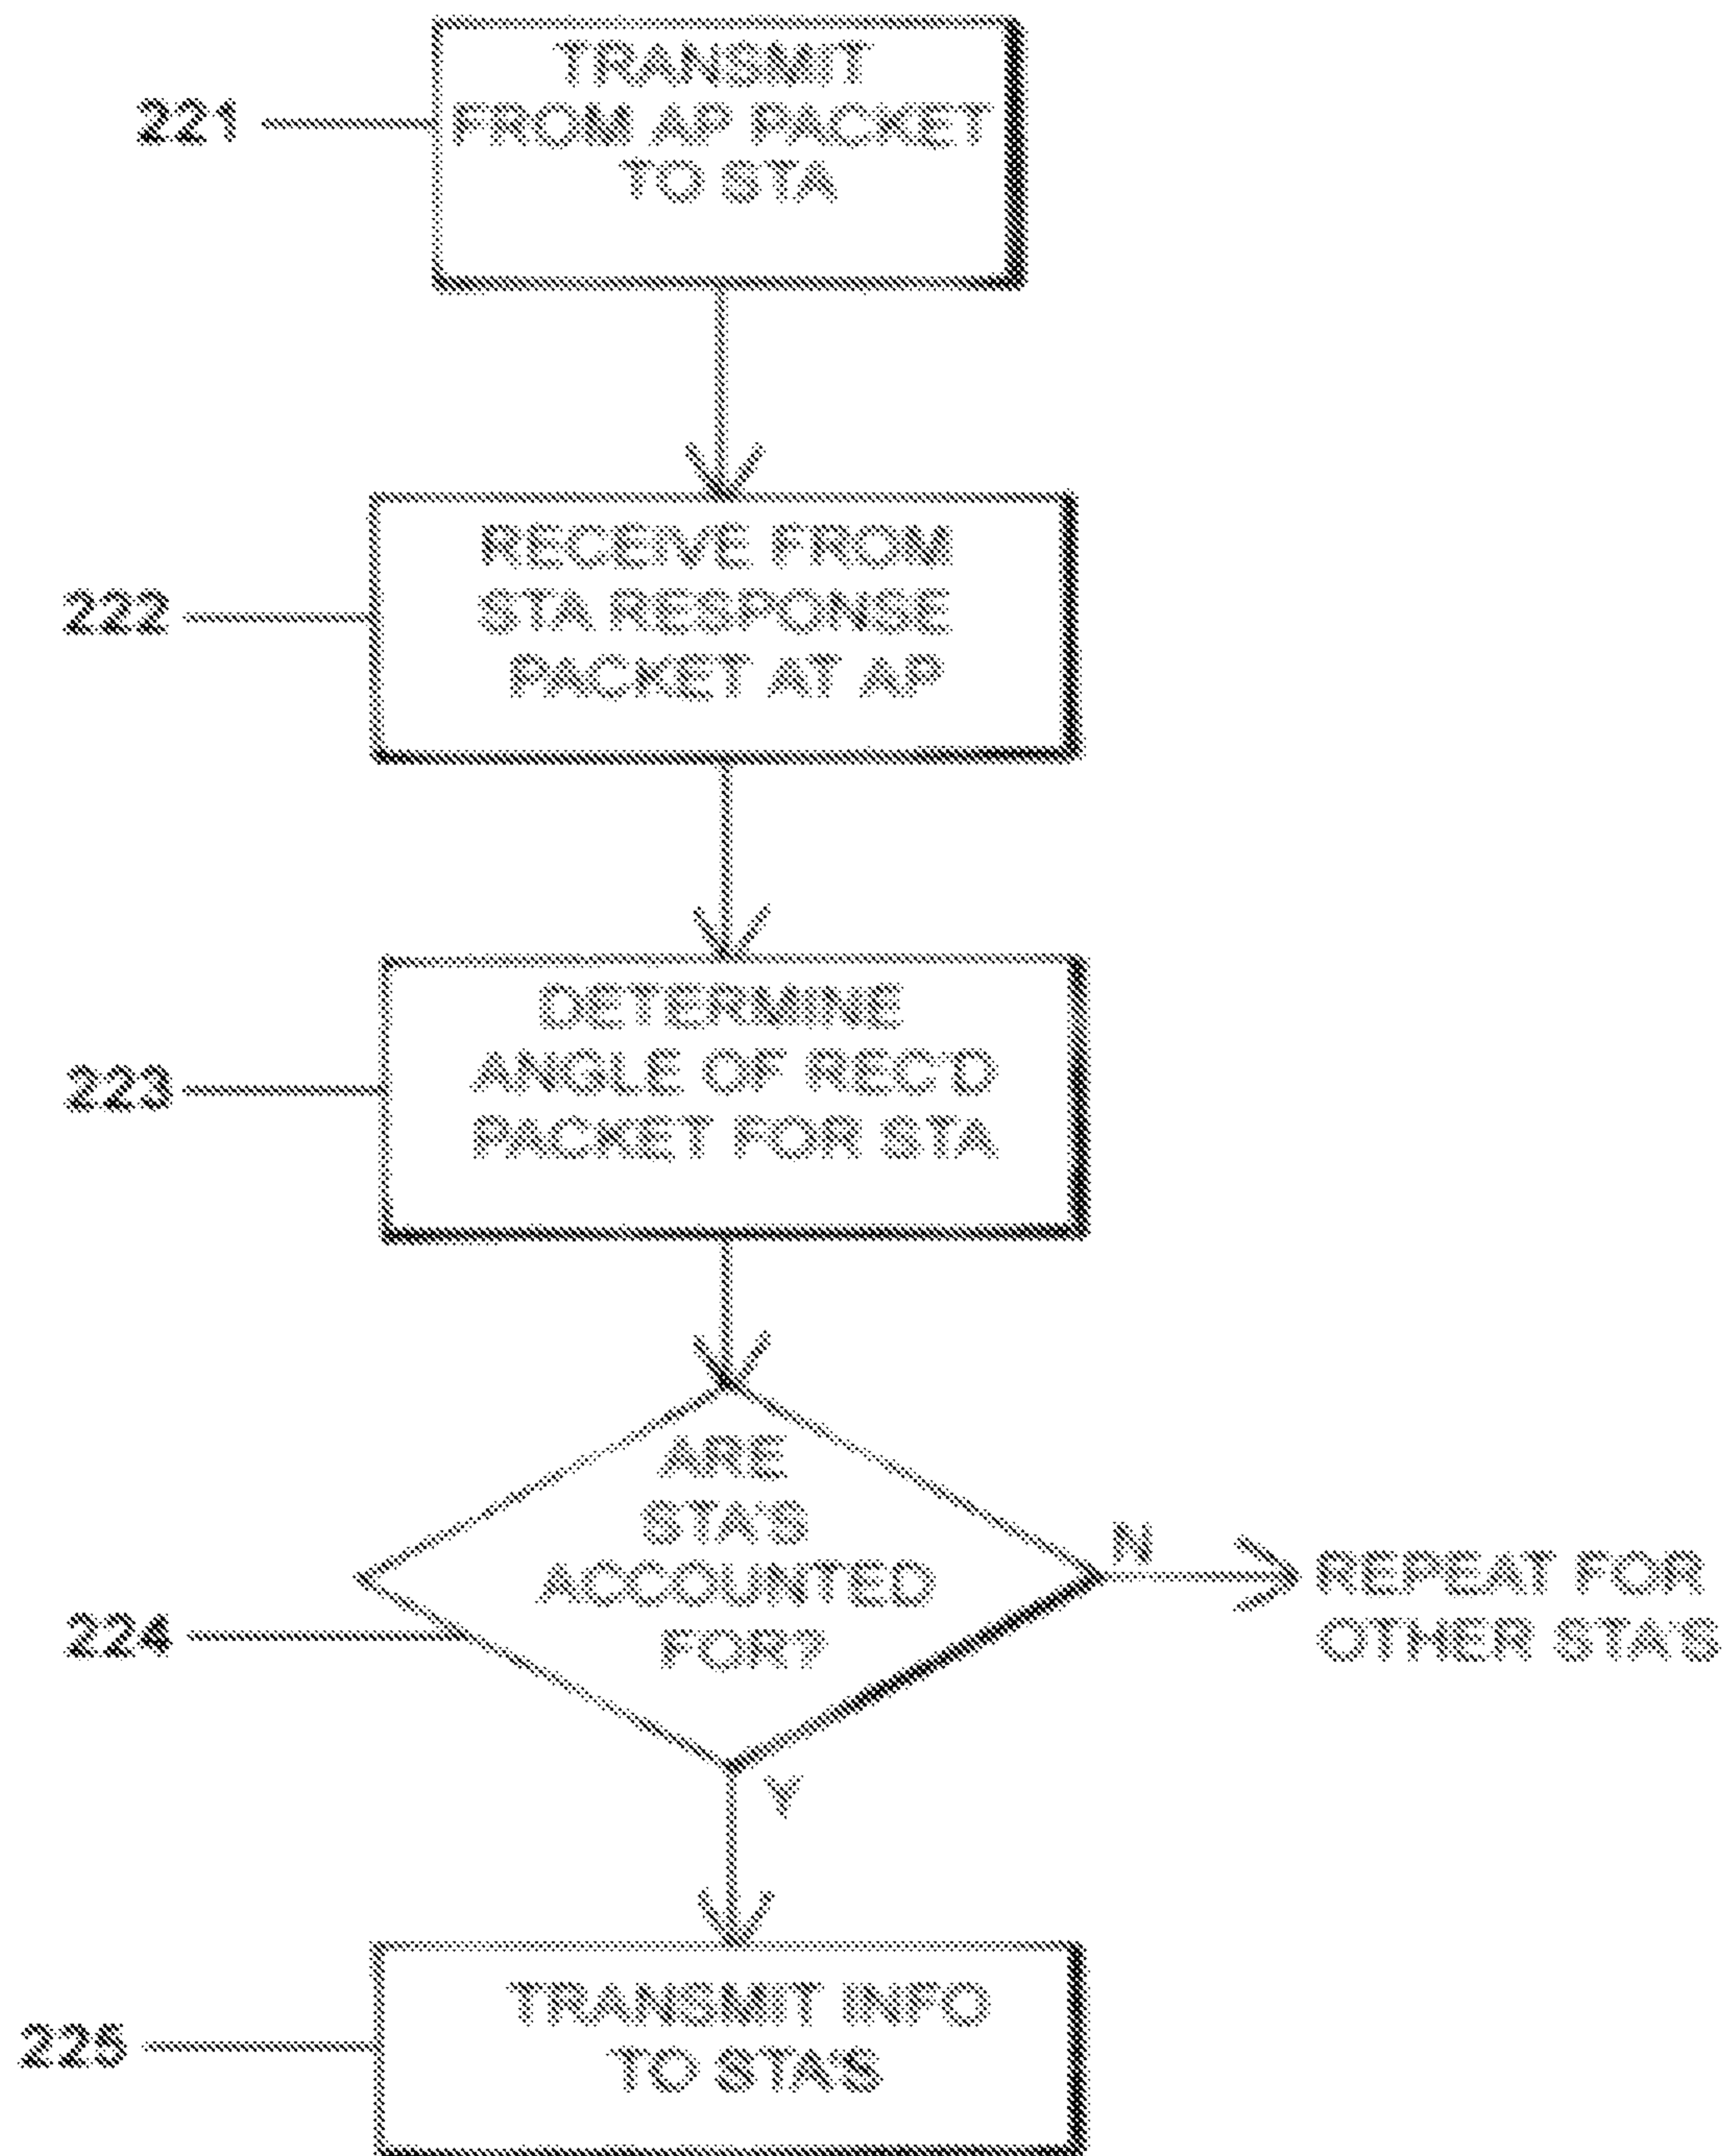 TRANSMIT
221
FROM AP PACKET
TO STA
RECEIVE FROM
222
STA RESPONSE
PACKET AT AP
DETERMINE
ANGLE OF REC'D
223
PACKET FOR STA
ARE
STA'S
ACCOUNTED
FOR?
224
N
REPEAT FOR
OTHER STA'S
Y
TRANSMIT INFO
225
TO STA'S